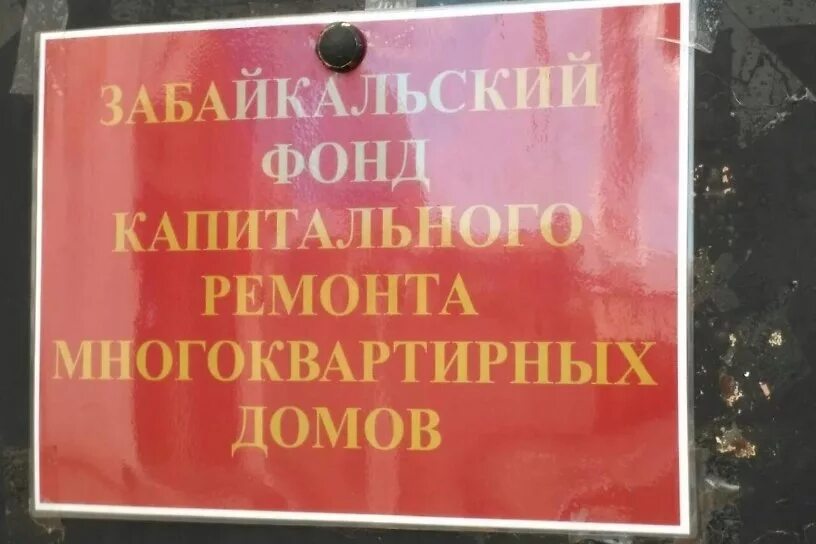 ЗАБАЙКАЛЬСКИЙ
ФОНД
КАПИТАЛЬНОГО
РЕМОНТА
МНОГОКВАРТИРНЫХ
ДОМОВ